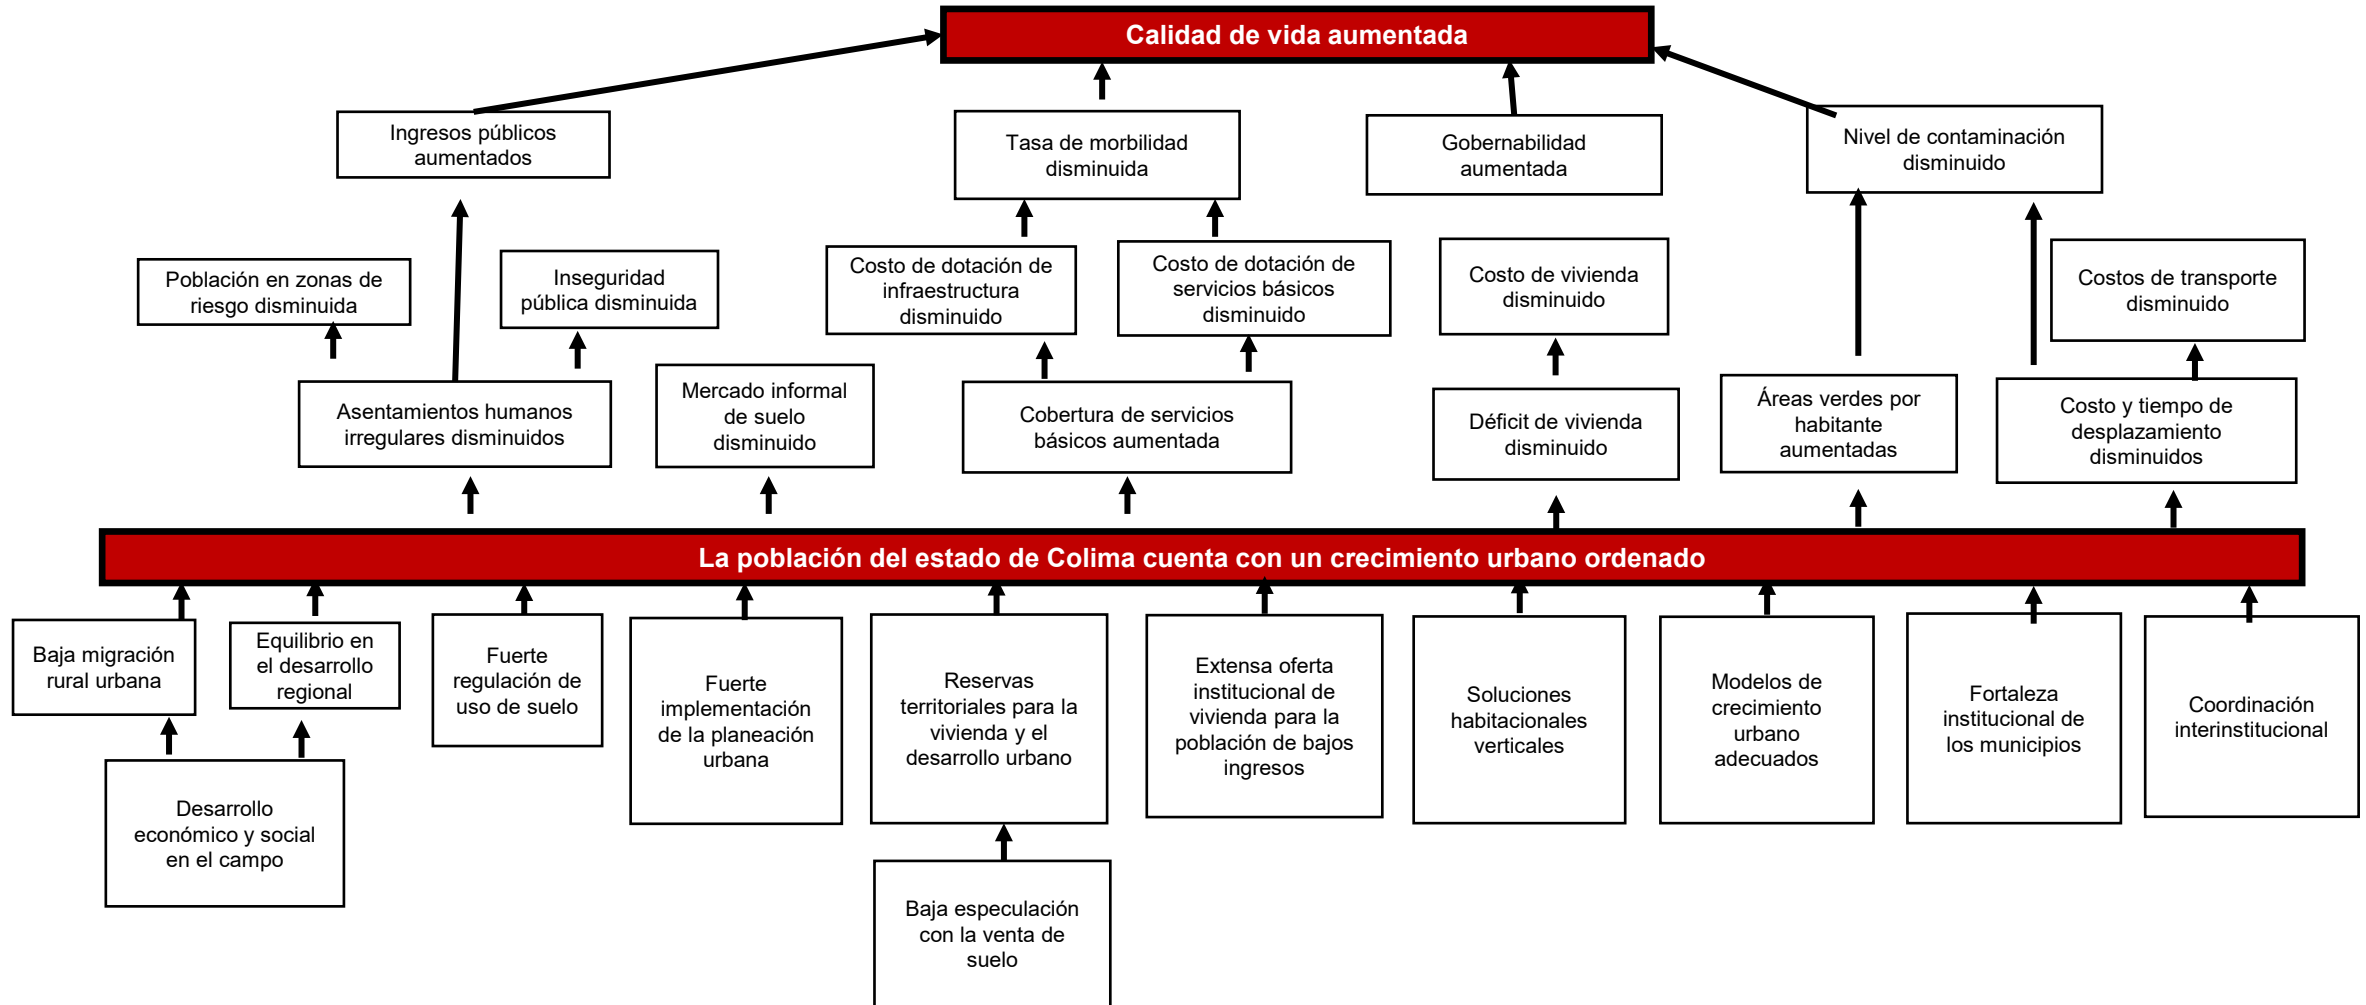 Calidad de vida aumentada
Ingresos públicos
aumentados
Tasa de morbilidad
disminuida
Gobernabilidad
aumentada
Nivel de contaminación
disminuido
Población en zonas de
riesgo disminuida
Inseguridad
pública disminuida
Costo de dotación de
infraestructura
disminuido
Costo de dotación de
servicios básicos
disminuido
Costo de vivienda
disminuido
Costos de transporte
disminuido
Asentamientos humanos
irregulares disminuidos
Mercado informal
de suelo
disminuido
Cobertura de servicios
básicos aumentada
Déficit de vivienda
disminuido
Áreas verdes por
habitante
aumentadas
Costo y tiempo de
desplazamiento
disminuidos
La población del estado de Colima cuenta con un crecimiento urbano ordenado
Baja migración
rural urbana
Equilibrio en
el desarrollo
regional
Fuerte
regulación de
uso de suelo
Fuerte
implementación
de la planeación
urbana
Reservas
territoriales para la
vivienda y el
desarrollo urbano
Extensa oferta
institucional de
vivienda para la
población de bajos
ingresos
Soluciones
habitacionales
verticales
Modelos de
crecimiento
urbano
adecuados
Fortaleza
institucional de
los municipios
Coordinación
interinstitucional
Desarrollo
económico y social
en el campo
Baja especulación
con la venta de
suelo